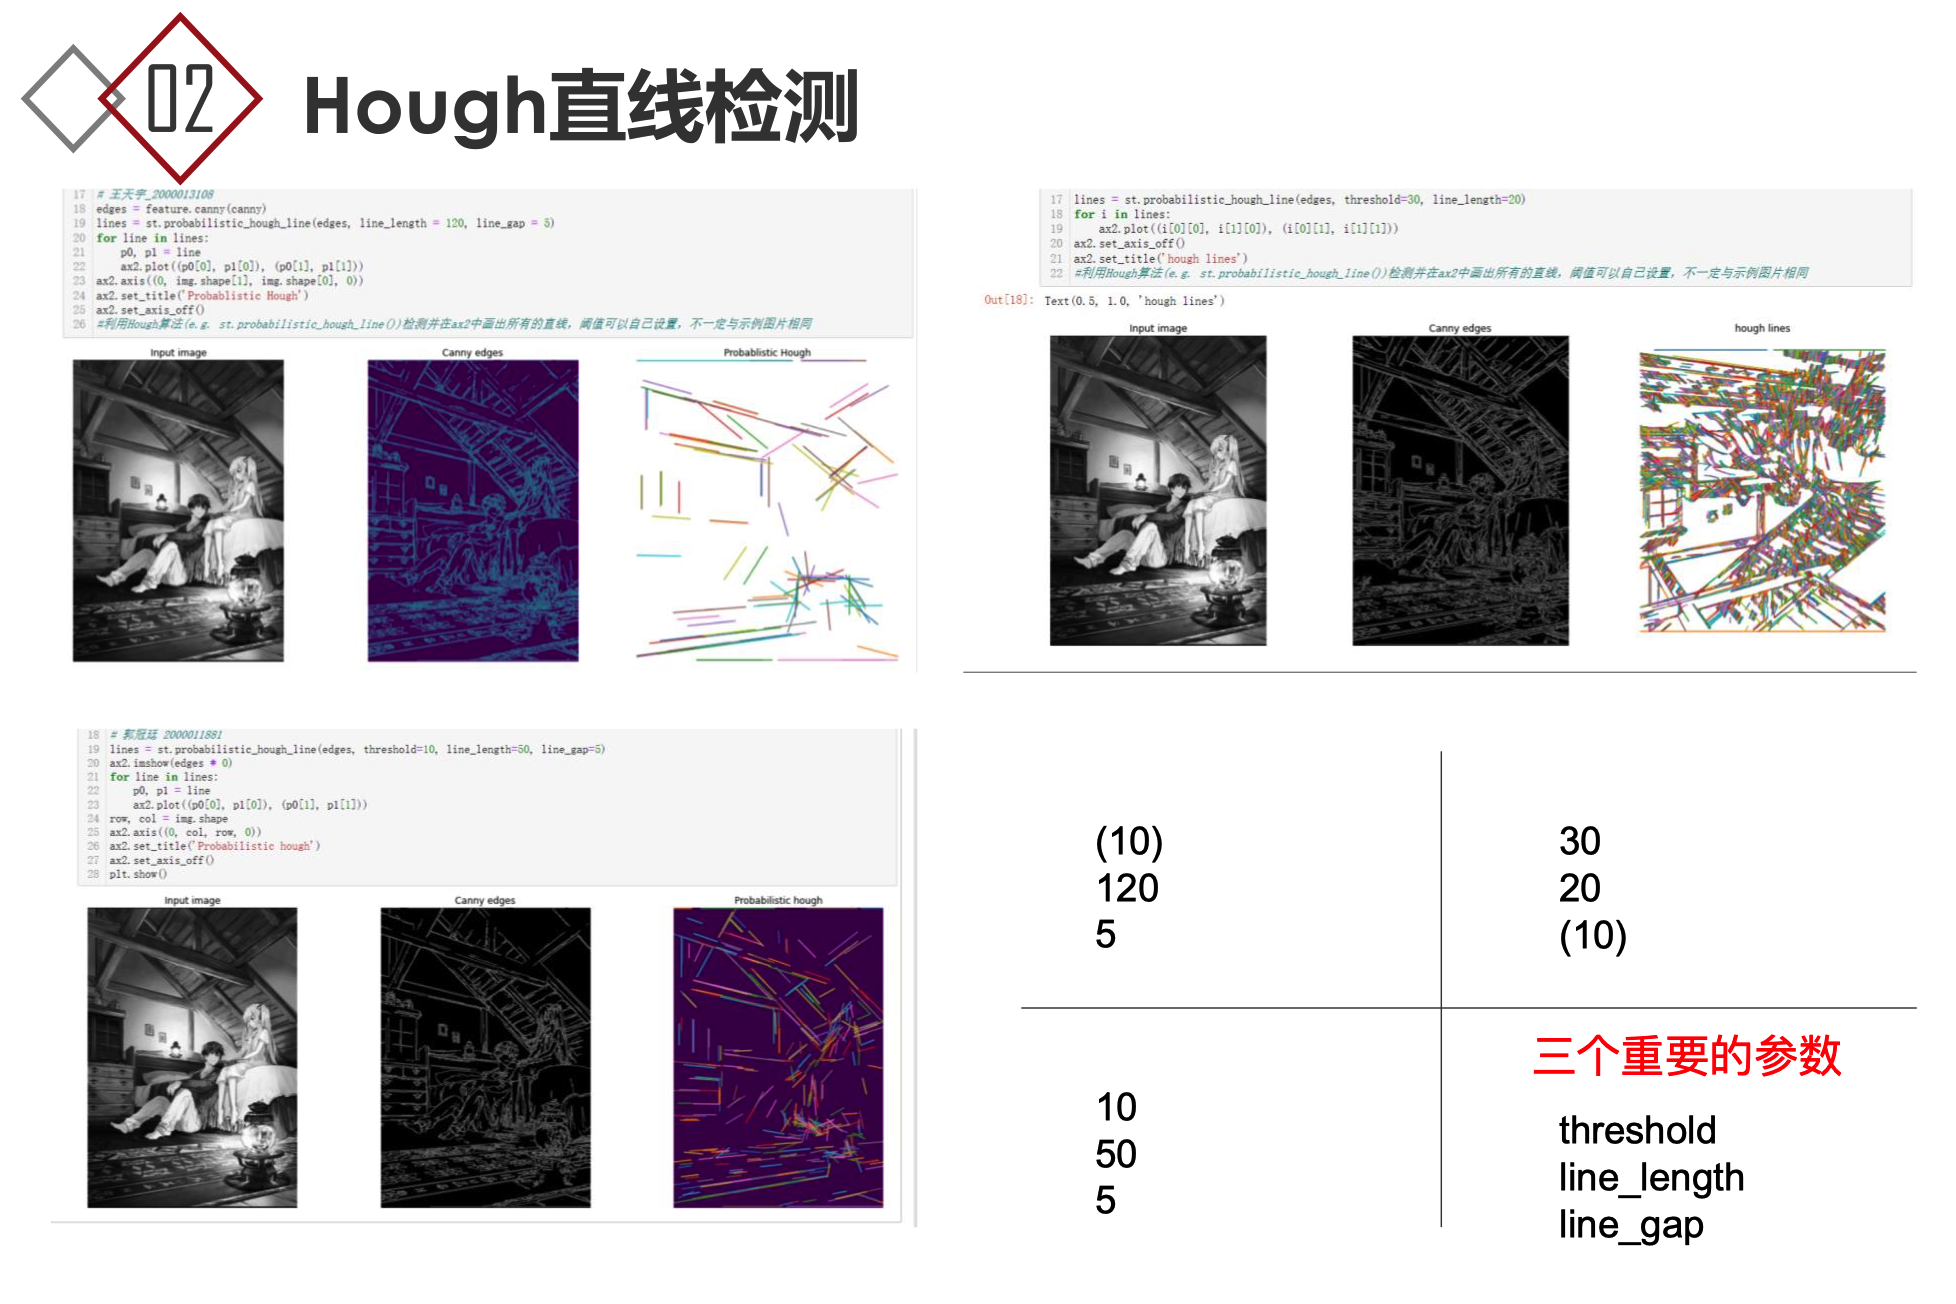 02
Hough直线检测
17 # 王天宇_2000013108
18 edges = feature.canny(canny)
19 lines = st.probabilistic_hough_line(edges, line_length = 120, line_gap = 5)
20 for line in lines:
21 p0, p1 = line
22 ax2.plot((p0[0], p1[0]), (p0[1], p1[1]))
23 ax2.axis((0, img.shape[1], img.shape[0], 0))
24 ax2.set_title('Probablistic Hough')
25 ax2.set_axis_off()
26 #利用Hough算法(e.g. st.probabilistic_hough_line())检测并在ax2中画出所有的直线，阈值可以自己设置，不一定与示例图片相同
Input image
Canny edges
Probablistic Hough
17 lines = st.probabilistic_hough_line(edges, threshold=30, line_length=20)
18 for i in lines:
19 ax2.plot((i[0][0], i[1][0]), (i[0][1], i[1][1]))
20 ax2.set_axis_off()
21 ax2.set_title('hough lines')
22 #利用Hough算法(e.g. st.probabilistic_hough_line())检测并在ax2中画出所有的直线，阈值可以自己设置，不一定与示例图片相同
Out[18]: Text(0.5, 1.0, 'hough lines')
Input image
Canny edges
hough lines
18 # 郭冠廷 2000011881
19 lines = st.probabilistic_hough_line(edges, threshold=10, line_length=50, line_gap=5)
20 ax2.imshow(edges * 0)
21 for line in lines:
22 p0, p1 = line
23 ax2.plot((p0[0], p1[0]), (p0[1], p1[1]))
24 row, col = img.shape
25 ax2.axis((0, col, row, 0))
26 ax2.set_title('Probabilistic hough')
27 ax2.set_axis_off()
28 plt.show()
Input image
Canny edges
Probabilistic hough
(10)
120
5
30
20
(10)
10
50
5
三个重要的参数
threshold
line_length
line_gap